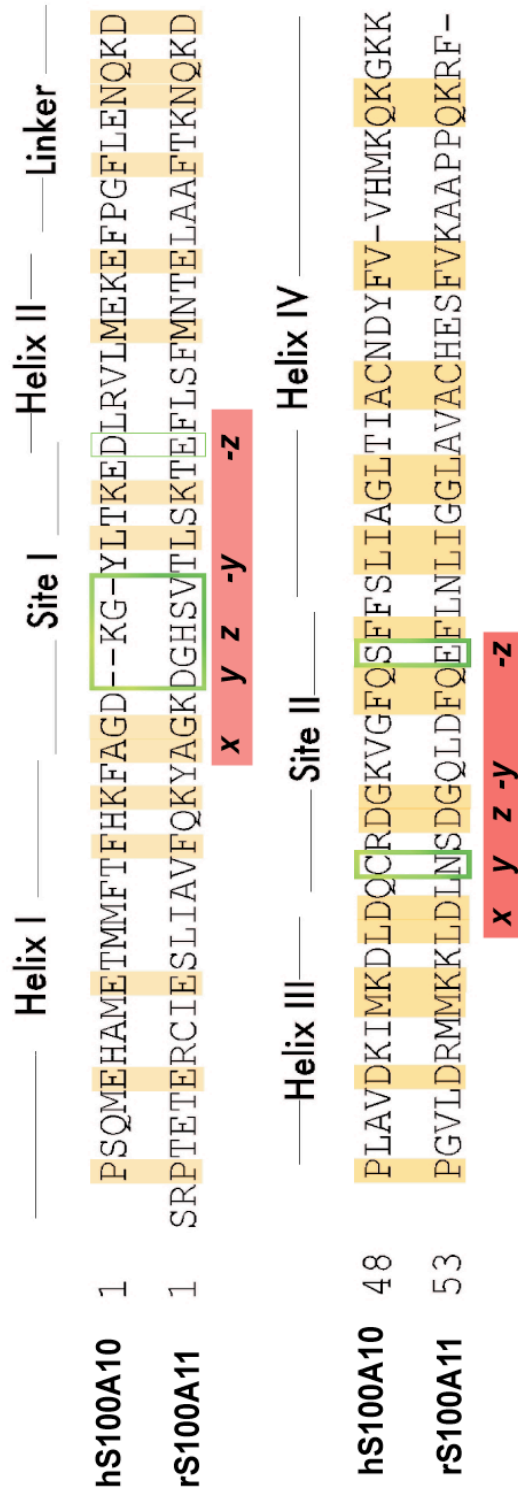 Helix I Site I Helix II Linker
hS100A10 1 PSQMEHAMETMMFTFHKFAGD--KG-YLTKEDLRVLMEKEFPGFLENQKD
rS100A11 1 SRPTETERCIESLIAVFQKYAGKDGHSVTLSKTEFLSFMNTELAAFTKNQKD
x y z -y -z
Helix III Site II Helix IV
hS100A10 48 PLAVDKIMKDLDQCRDGKVGFQSFFSLIAGLTIACNDYFV-VHMKQKGKK
rS100A11 53 PGVLDRMMKKLDLNSDGQLDFQEFLNLIGGLAVACHESFVKAAPPQKRF-
x y z -y -z